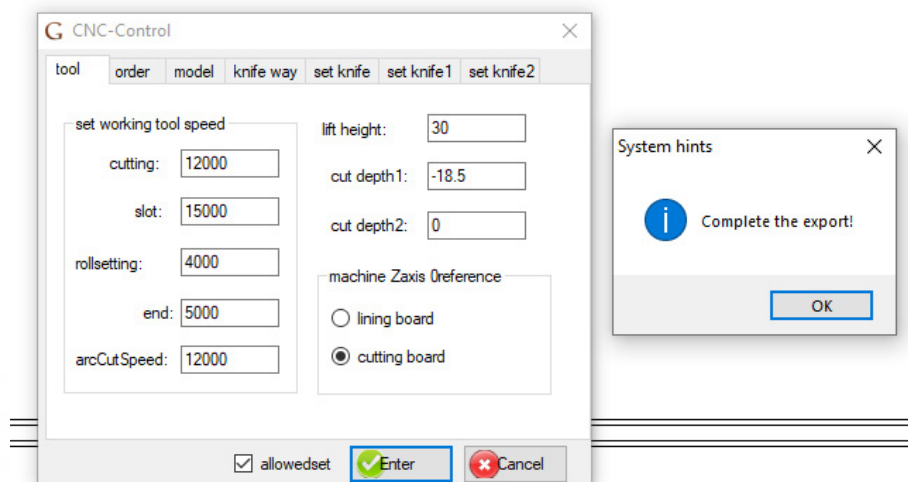 G CNC-Control
tool order model knife way set knife set knife1 set knife2
set working tool speed
cutting: 12000
slot: 15000
rollsetting: 4000
end: 5000
arcCutSpeed: 12000
lift height: 30
cut depth1: -18.5
cut depth2: 0
machine Zaxis 0reference
lining board
cutting board
allowedset Enter Cancel
System hints
i Complete the export!
OK